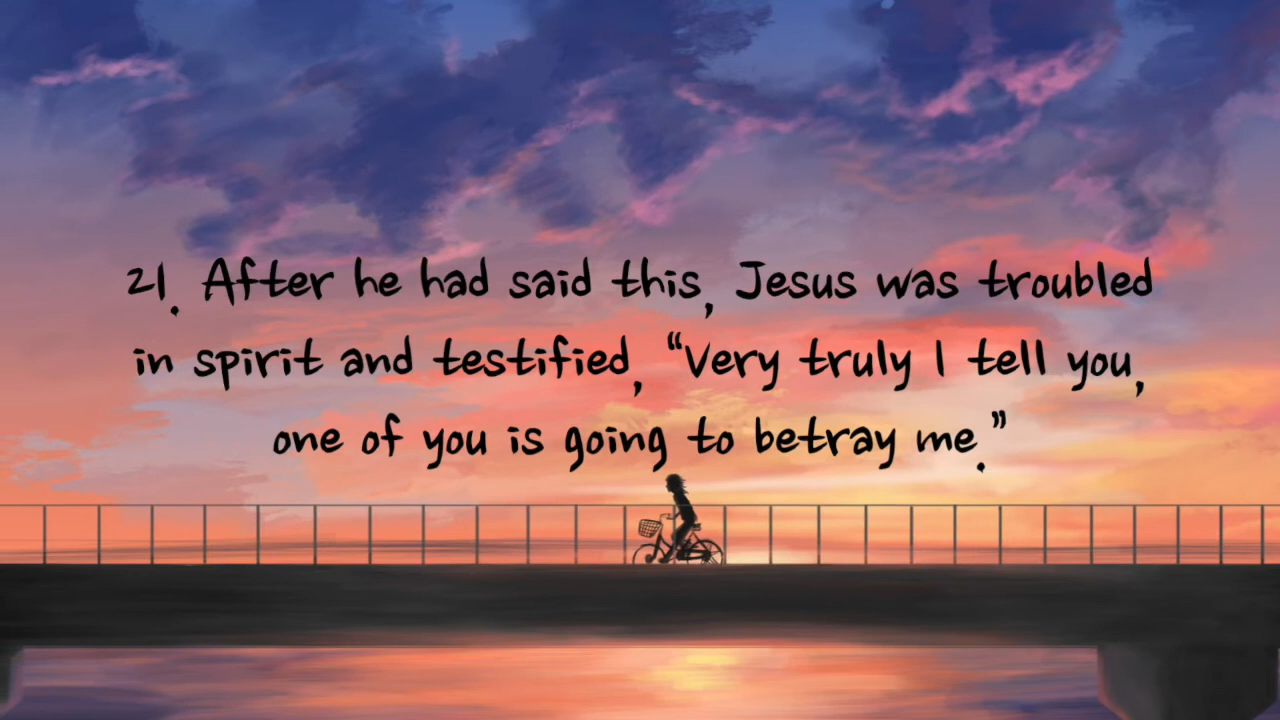 21. After he had said this, Jesus was troubled
in spirit and testified, “Very truly I tell you,
one of you is going to betray me.”